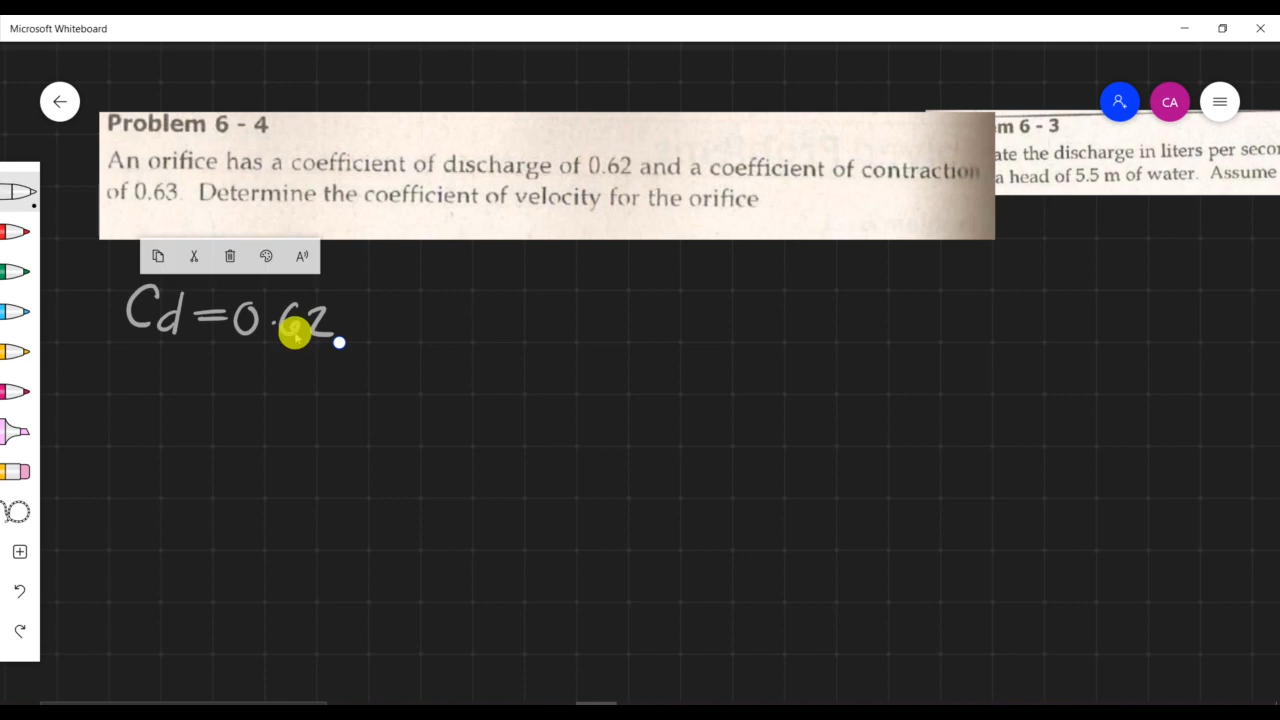 Microsoft Whiteboard
CA
Problem 6 - 4
An orifice has a coefficient of discharge of 0.62 and a coefficient of contraction
of 0.63. Determine the coefficient of velocity for the orifice
m 6 - 3
ate the discharge in liters per secon
a head of 5.5 m of water. Assume
A
Cd = 0.62